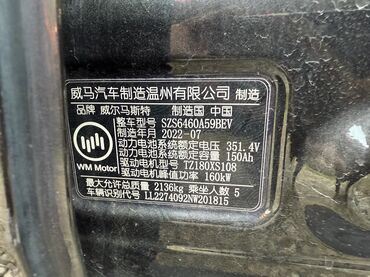 威马汽车制造温州有限公司 制造
品牌 威尔马斯特 制造国 中国
整车型号 SZS6460A59BEV
制造年月 2022-07
动力电池系统额定电压 351.4V
动力电池系统额定容量 150Ah
驱动电机型号 TZ180XS108
驱动电机峰值功率 160kW
WM Motor
最大允许总质量 2136kg 乘坐人数 5
车辆识别代号 LL2274092NW201815